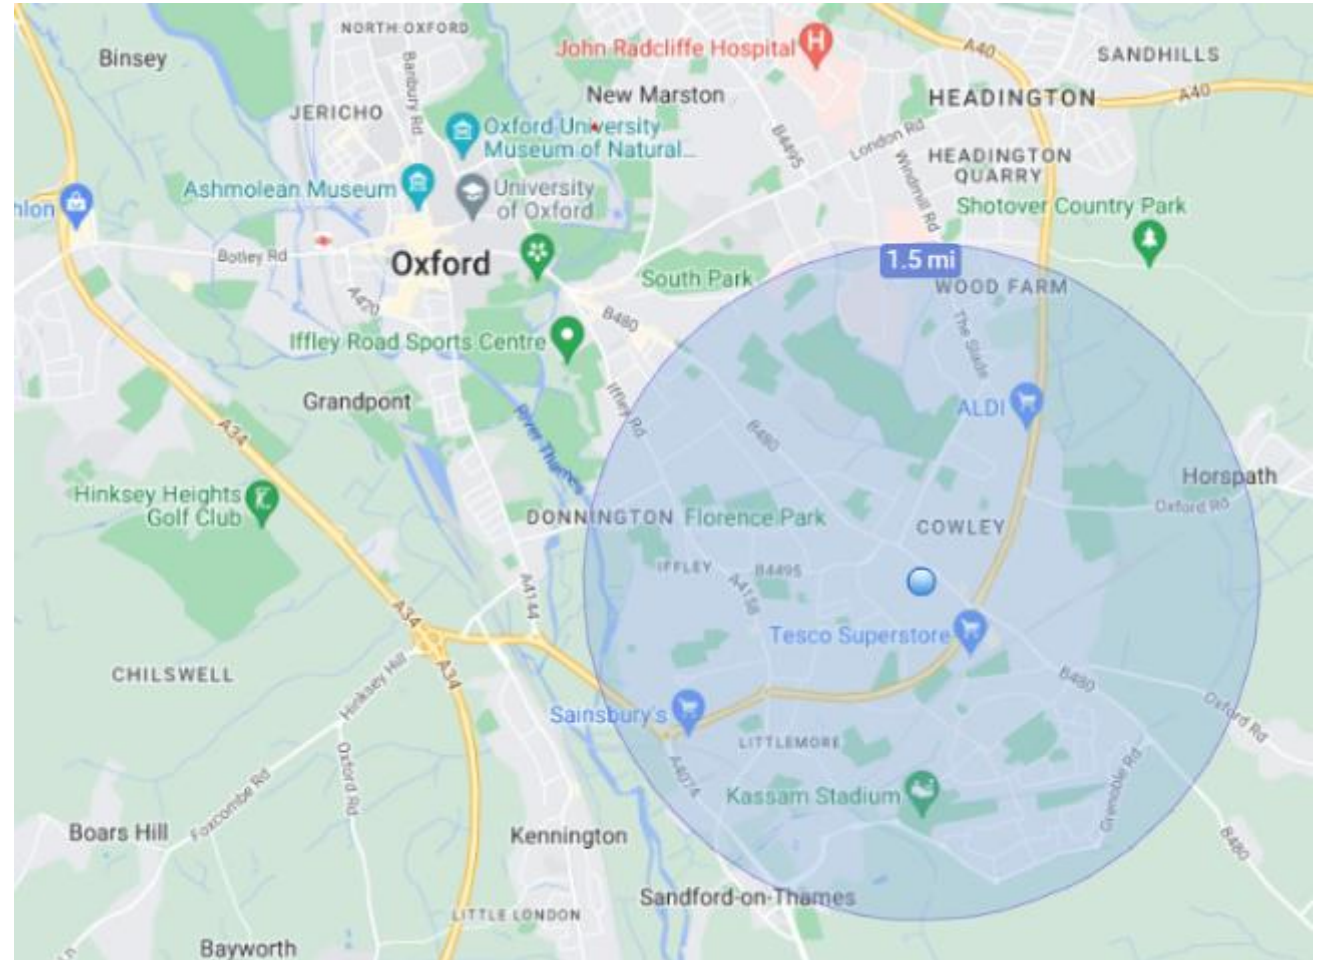 NORTH OXFORD
Binsey
John Radcliffe Hospital
H
A40
SANDHILLS
Banbury Rd
New Marston
HEADINGTON
A40
JERICHO
Oxford University
Museum of Natural...
B4495
London Rd
HEADINGTON
QUARRY
Windmill Rd
Ashmolean Museum
University
of Oxford
Shotover Country Park
hlon
Botley Rd
Oxford
1.5 mi
South Park
WOOD FARM
A420
B480
Iffley Road Sports Centre
The Slade
Grandpont
Iffley Rd
ALDI
A34
River Thames
B480
Horspath
Hinksey Heights
Golf Club
Oxford Rd
DONNINGTON
Florence Park
COWLEY
IFFLEY
B4495
A4158
A4144
A34
Tesco Superstore
A34
CHILSWELL
Hinksey Hill
B480
Oxford Rd
Sainsbury's
LITTLEMORE
Oxford Rd
A4074
Kassam Stadium
Grenoble Rd
Foxcombe Rd
Boars Hill
Kennington
B480
Sandford-on-Thames
LITTLE LONDON
Bayworth
Ln